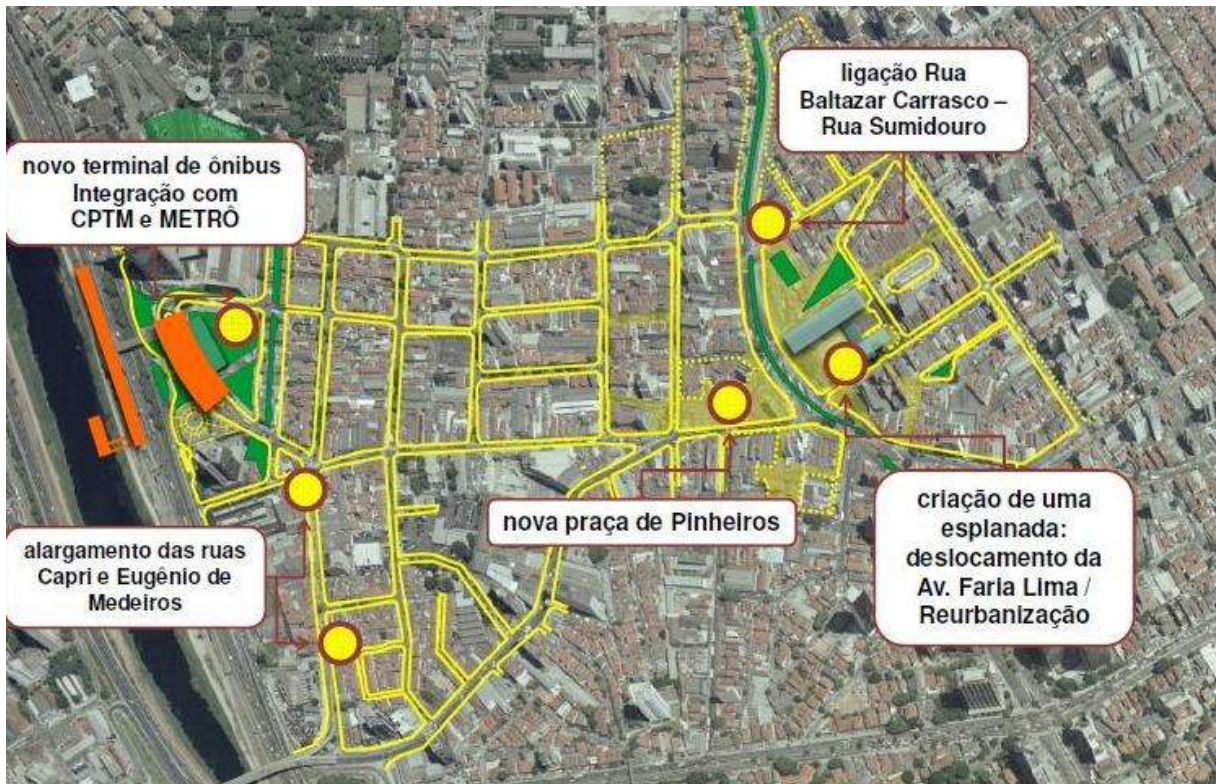 ligação Rua
Baltazar Carrasco –
Rua Sumidouro
novo terminal de ônibus
Integração com
CPTM e METRÔ
nova praça de Pinheiros
criação de uma
esplanada:
deslocamento da
Av. Faria Lima /
Reurbanização
alargamento das ruas
Capri e Eugênio de
Medeiros